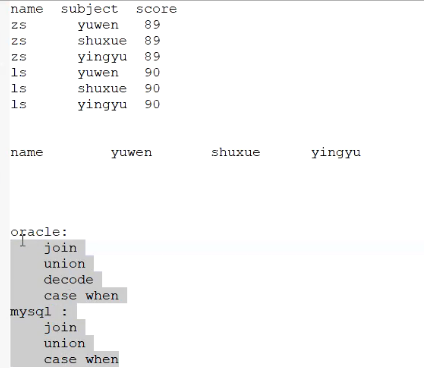 name subject score
zs yuwen 89
zs shuxue 89
zs yingyu 89
ls yuwen 90
ls shuxue 90
ls yingyu 90
name yuwen shuxue yingyu
oracle:
join
union
decode
case when
mysql :
join
union
case when